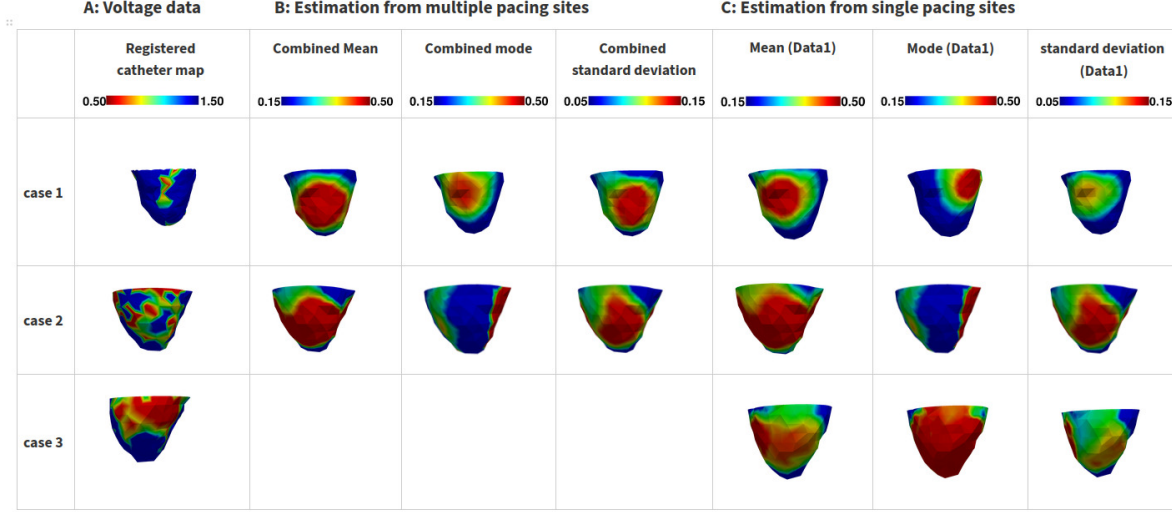 A: Voltage data
B: Estimation from multiple pacing sites
C: Estimation from single pacing sites
Registered
catheter map
Combined Mean
Combined mode
Combined
standard deviation
Mean (Data1)
Mode (Data1)
standard deviation
(Data1)
0.50 1.50
0.15 0.50
0.15 0.50
0.05 0.15
0.15 0.50
0.15 0.50
0.05 0.15
case 1
case 2
case 3